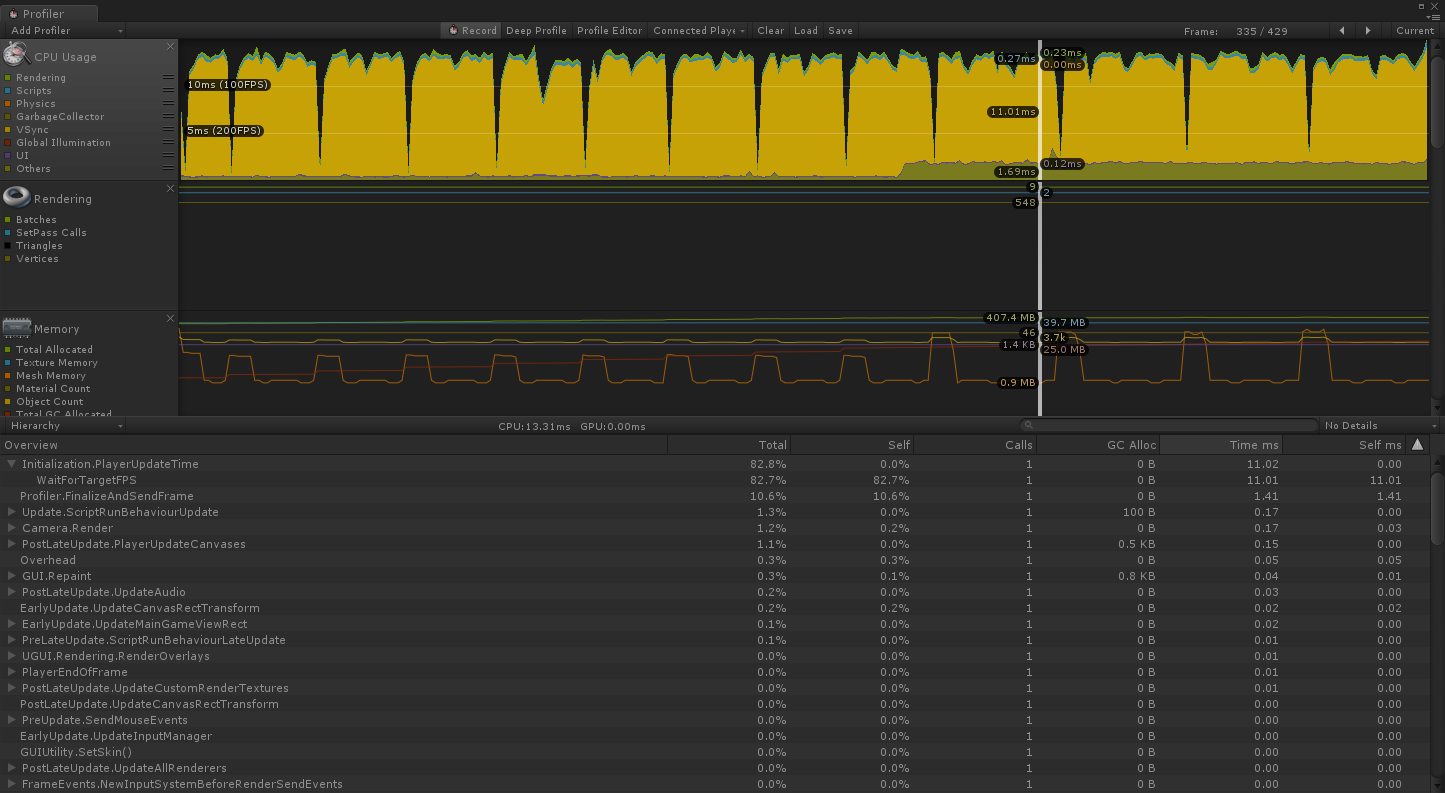 Profiler
Add Profiler Record Deep Profile Profile Editor Connected Playe Clear Load Save Frame: 335 / 429 Current
CPU Usage
Rendering
Scripts
Physics
GarbageCollector
VSync
Global Illumination
UI
Others
10ms (100FPS)
5ms (200FPS)
0.27ms
0.23ms
0.00ms
11.01ms
0.12ms
1.69ms
Rendering
Batches
SetPass Calls
Triangles
Vertices
9
2
548
Memory
Total Allocated
Texture Memory
Mesh Memory
Material Count
Object Count
Total GC Allocated
407.4 MB
39.7 MB
46
3.7k
1.4 KB
25.0 MB
0.9 MB
Hierarchy CPU:13.31ms GPU:0.00ms No Details
Overview Total Self Calls GC Alloc Time ms Self ms
Initialization.PlayerUpdateTime 82.8% 0.0% 1 0 B 11.02 0.00
WaitForTargetFPS 82.7% 82.7% 1 0 B 11.01 11.01
Profiler.FinalizeAndSendFrame 10.6% 10.6% 1 0 B 1.41 1.41
Update.ScriptRunBehaviourUpdate 1.3% 0.0% 1 100 B 0.17 0.00
Camera.Render 1.2% 0.2% 1 0 B 0.17 0.03
PostLateUpdate.PlayerUpdateCanvases 1.1% 0.0% 1 0.5 KB 0.15 0.00
Overhead 0.3% 0.3% 1 0 B 0.05 0.05
GUI.Repaint 0.3% 0.1% 1 0.8 KB 0.04 0.01
PostLateUpdate.UpdateAudio 0.2% 0.0% 1 0 B 0.03 0.00
EarlyUpdate.UpdateCanvasRectTransform 0.2% 0.2% 1 0 B 0.02 0.02
EarlyUpdate.UpdateMainGameViewRect 0.1% 0.0% 1 0 B 0.02 0.00
PreLateUpdate.ScriptRunBehaviourLateUpdate 0.1% 0.0% 1 0 B 0.01 0.00
UGUI.Rendering.RenderOverlays 0.0% 0.0% 1 0 B 0.01 0.00
PlayerEndOfFrame 0.0% 0.0% 1 0 B 0.01 0.00
PostLateUpdate.UpdateCustomRenderTextures 0.0% 0.0% 1 0 B 0.01 0.00
PostLateUpdate.UpdateCanvasRectTransform 0.0% 0.0% 1 0 B 0.00 0.00
PreUpdate.SendMouseEvents 0.0% 0.0% 1 0 B 0.00 0.00
EarlyUpdate.UpdateInputManager 0.0% 0.0% 1 0 B 0.00 0.00
GUIUtility.SetSkin() 0.0% 0.0% 1 0 B 0.00 0.00
PostLateUpdate.UpdateAllRenderers 0.0% 0.0% 1 0 B 0.00 0.00
FrameEvents.NewInputSystemBeforeRenderSendEvents 0.0% 0.0% 1 0 B 0.00 0.00